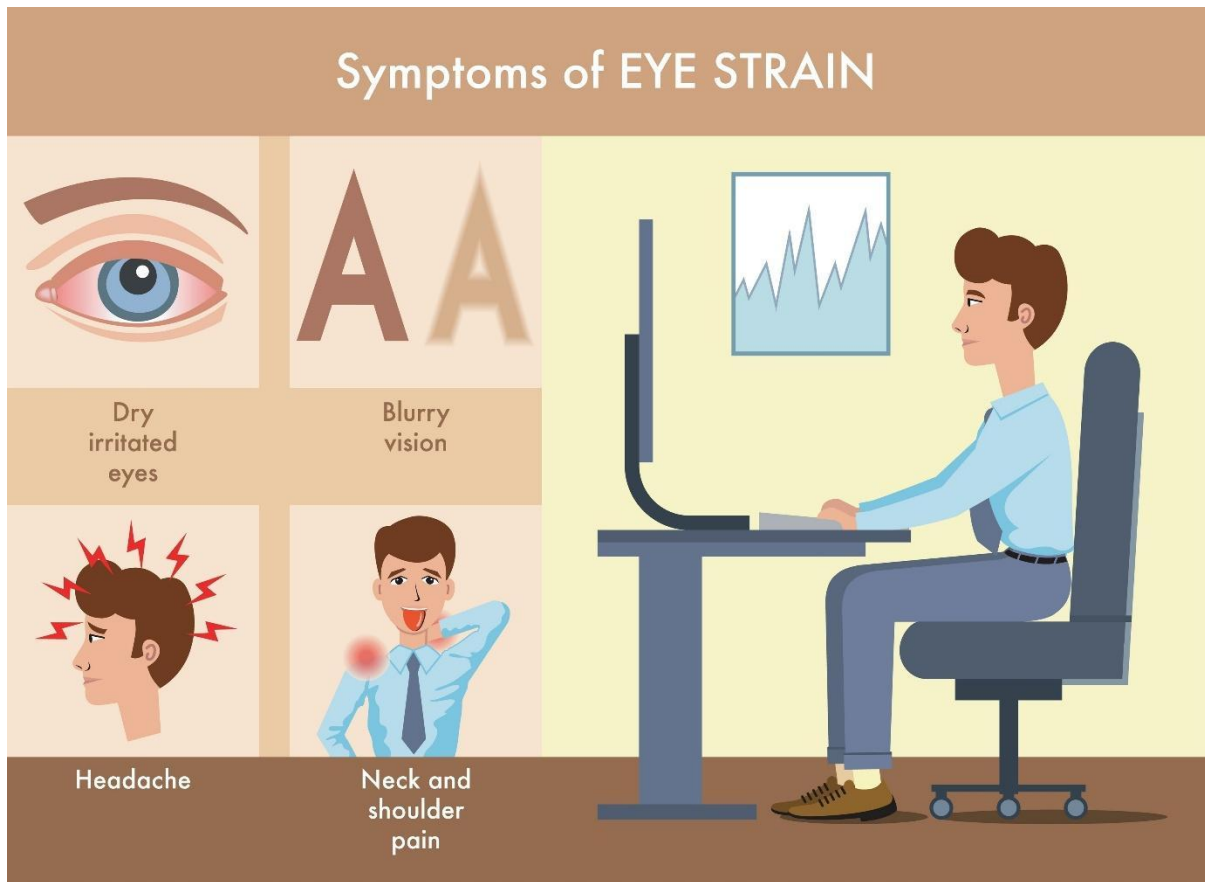 Symptoms of EYE STRAIN
A A
Dry
irritated
eyes
Blurry
vision
Headache
Neck and
shoulder
pain